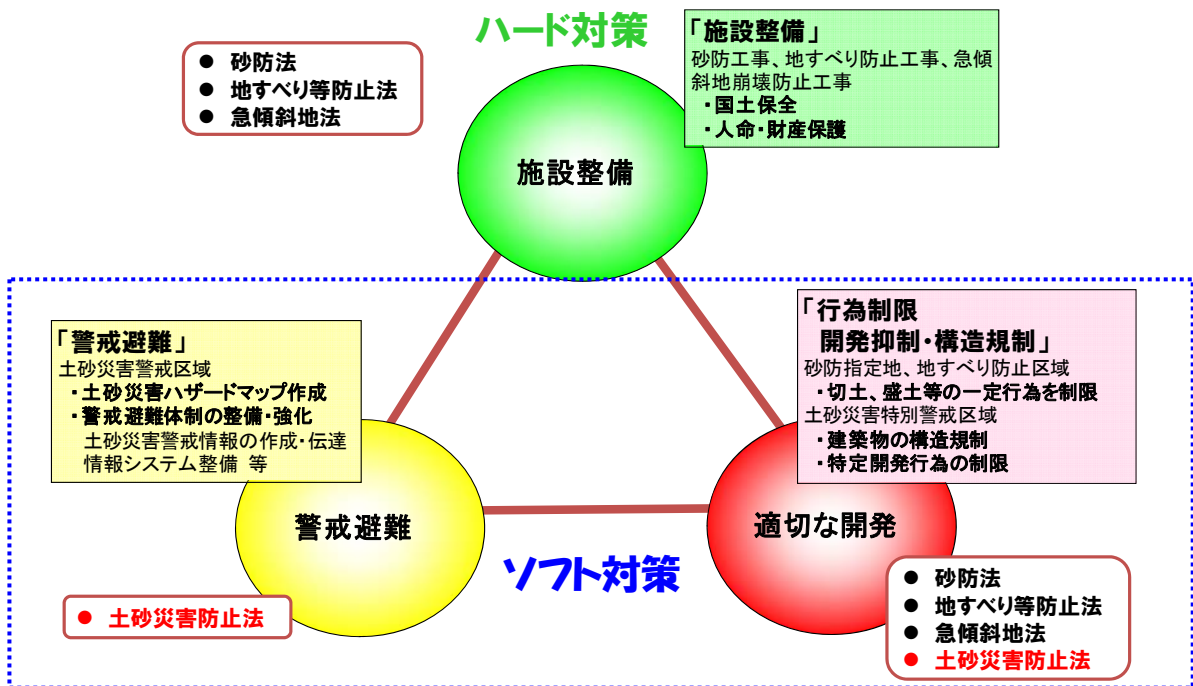 ハード対策
● 砂防法
● 地すべり等防止法
● 急傾斜地法
「施設整備」
砂防工事、地すべり防止工事、急傾
斜地崩壊防止工事
・国土保全
・人命・財産保護
施設整備
「警戒避難」
土砂災害警戒区域
・土砂災害ハザードマップ作成
・警戒避難体制の整備・強化
土砂災害警戒情報の作成・伝達
情報システム整備 等
「行為制限
開発抑制・構造規制」
砂防指定地、地すべり防止区域
・切土、盛土等の一定行為を制限
土砂災害特別警戒区域
・建築物の構造規制
・特定開発行為の制限
警戒避難
適切な開発
ソフト対策
● 土砂災害防止法
● 砂防法
● 地すべり等防止法
● 急傾斜地法
● 土砂災害防止法